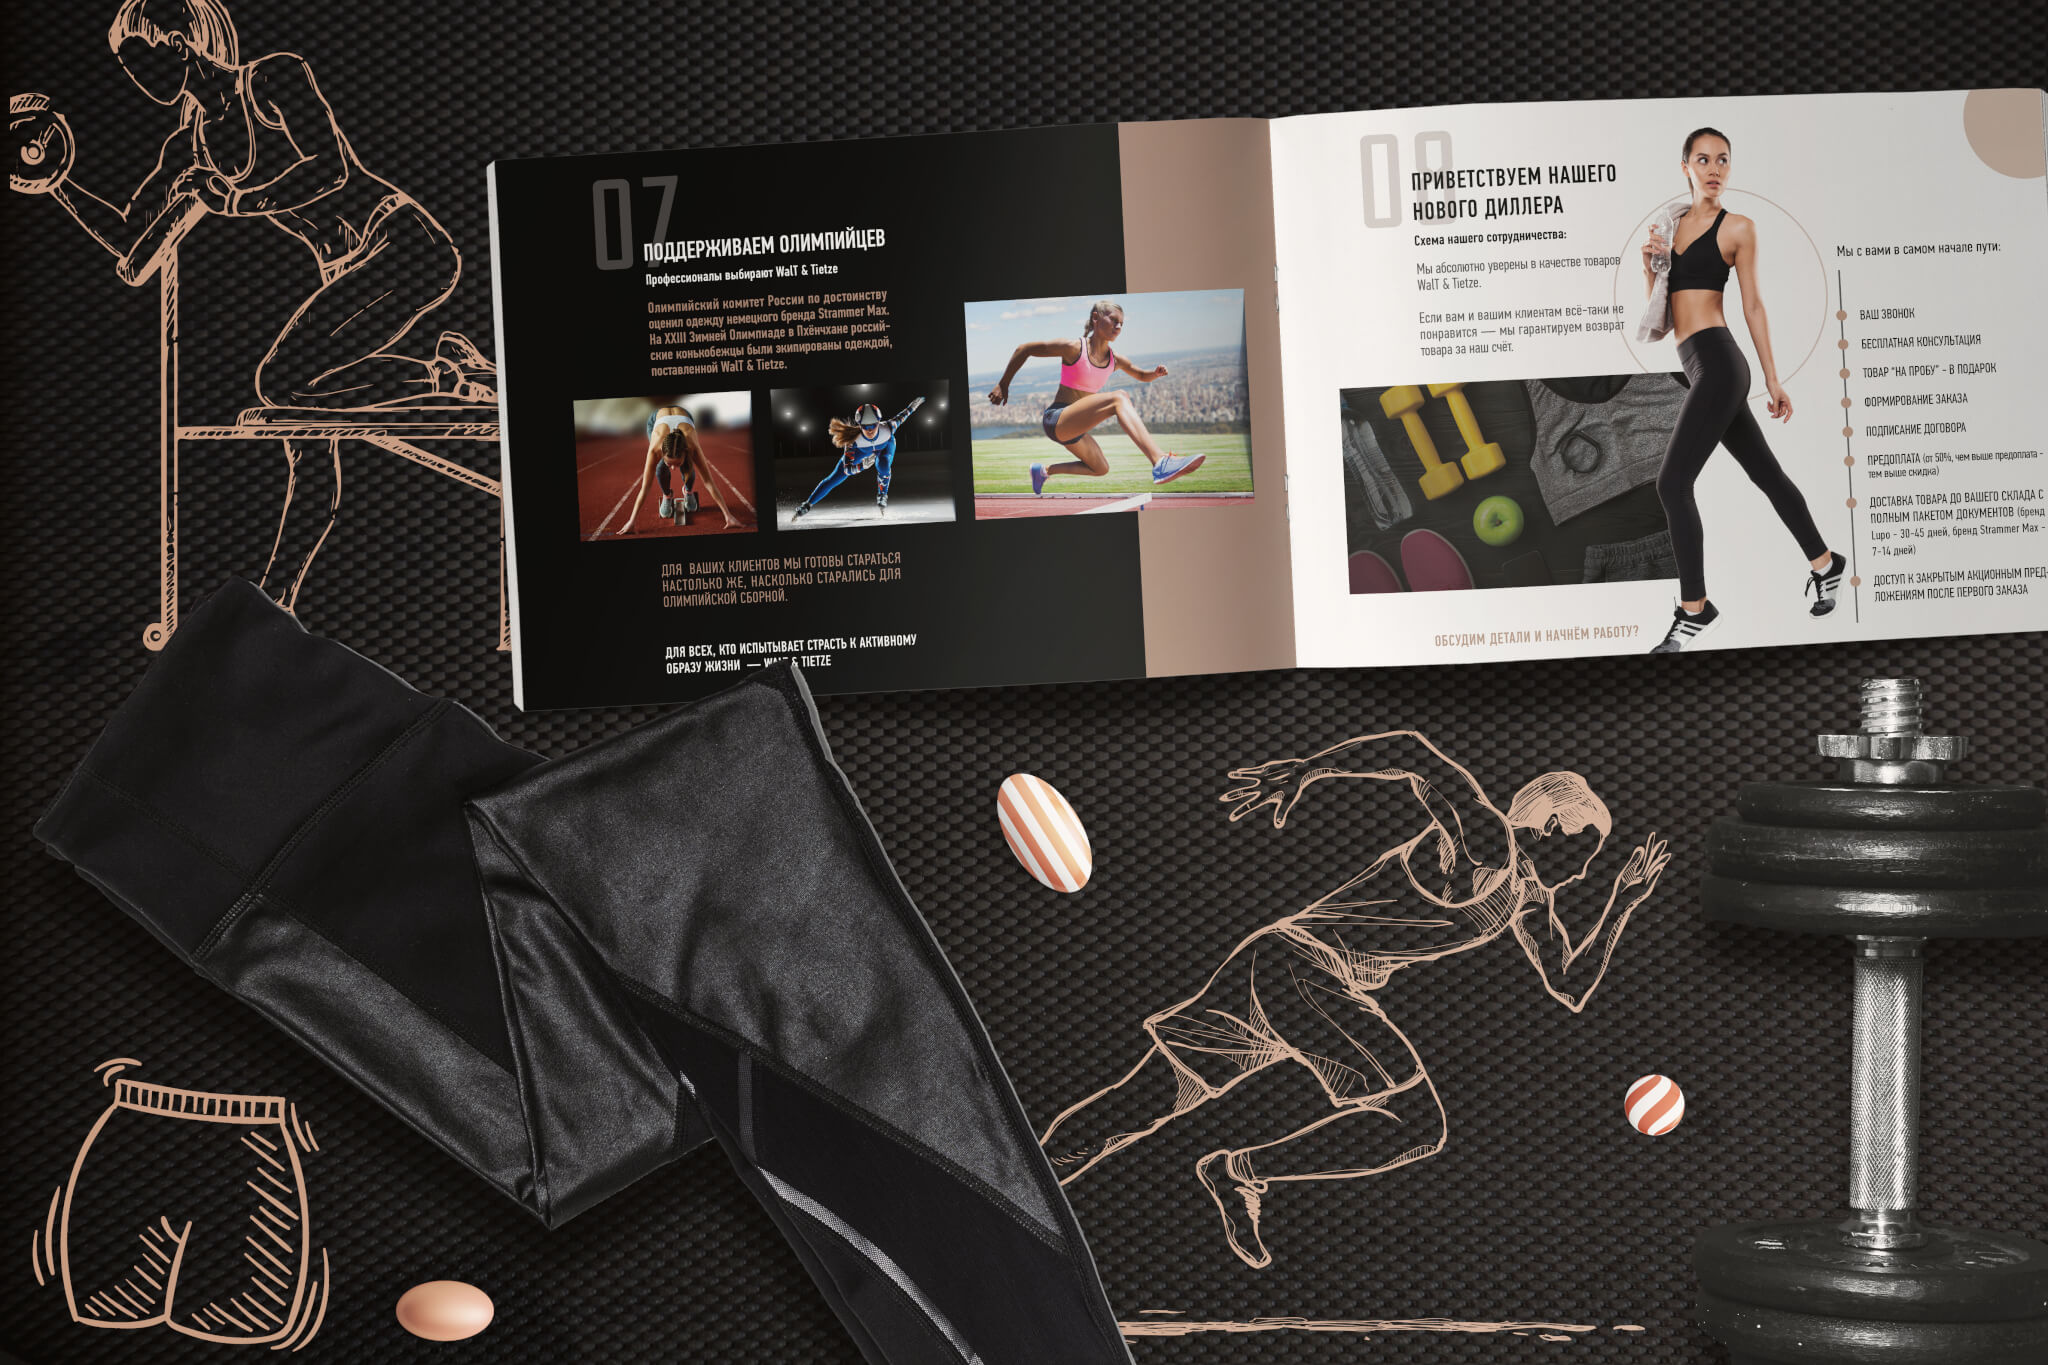 07
ПОДДЕРЖИВАЕМ ОЛИМПИЙЦЕВ
Профессионалы выбирают WalT & Tietze
Олимпийский комитет России по достоинству
оценил одежду немецкого бренда Strammer Max.
На XXIII Зимней Олимпиаде в Пхёнчхане россий-
ские конькобежцы были экипированы одеждой,
поставленной WalT & Tietze.
ДЛЯ ВАШИХ КЛИЕНТОВ МЫ ГОТОВЫ СТАРАТЬСЯ
НАСТОЛЬКО ЖЕ, НАСКОЛЬКО СТАРАЛИСЬ ДЛЯ
ОЛИМПИЙСКОЙ СБОРНОЙ.
ДЛЯ ВСЕХ, КТО ИСПЫТЫВАЕТ СТРАСТЬ К АКТИВНОМУ
ОБРАЗУ ЖИЗНИ — WALT & TIETZE
08
ПРИВЕТСТВУЕМ НАШЕГО
НОВОГО ДИЛЛЕРА
Схема нашего сотрудничества:
Мы абсолютно уверены в качестве товаров
WalT & Tietze.
Если вам и вашим клиентам всё-таки не
понравится — мы гарантируем возврат
товара за наш счёт.
ОБСУДИМ ДЕТАЛИ И НАЧНЁМ РАБОТУ?
Мы с вами в самом начале пути:
ВАШ ЗВОНОК
БЕСПЛАТНАЯ КОНСУЛЬТАЦИЯ
ТОВАР "НА ПРОБУ" - В ПОДАРОК
ФОРМИРОВАНИЕ ЗАКАЗА
ПОДПИСАНИЕ ДОГОВОРА
ПРЕДОПЛАТА (от 50%, чем выше предоплата -
тем выше скидка)
ДОСТАВКА ТОВАРА ДО ВАШЕГО СКЛАДА С
ПОЛНЫМ ПАКЕТОМ ДОКУМЕНТОВ (бренд
Lupo - 30-45 дней, бренд Strammer Max -
7-14 дней)
ДОСТУП К ЗАКРЫТЫМ АКЦИОННЫМ ПРЕД-
ЛОЖЕНИЯМ ПОСЛЕ ПЕРВОГО ЗАКАЗА